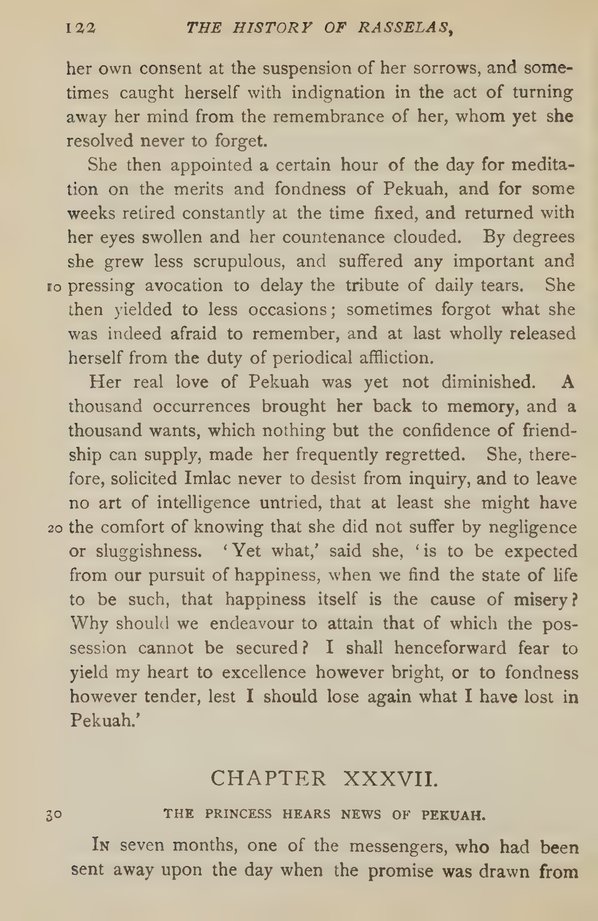 122 THE HISTORY OF RASSELAS,
her own consent at the suspension of her sorrows, and some-
times caught herself with indignation in the act of turning
away her mind from the remembrance of her, whom yet she
resolved never to forget.
She then appointed a certain hour of the day for medita-
tion on the merits and fondness of Pekuah, and for some
weeks retired constantly at the time fixed, and returned with
her eyes swollen and her countenance clouded. By degrees
she grew less scrupulous, and suffered any important and
10 pressing avocation to delay the tribute of daily tears. She
then yielded to less occasions; sometimes forgot what she
was indeed afraid to remember, and at last wholly released
herself from the duty of periodical affliction.
Her real love of Pekuah was yet not diminished. A
thousand occurrences brought her back to memory, and a
thousand wants, which nothing but the confidence of friend-
ship can supply, made her frequently regretted. She, there-
fore, solicited Imlac never to desist from inquiry, and to leave
no art of intelligence untried, that at least she might have
20 the comfort of knowing that she did not suffer by negligence
or sluggishness. ‘Yet what,’ said she, ‘is to be expected
from our pursuit of happiness, when we find the state of life
to be such, that happiness itself is the cause of misery?
Why should we endeavour to attain that of which the pos-
session cannot be secured? I shall henceforward fear to
yield my heart to excellence however bright, or to fondness
however tender, lest I should lose again what I have lost in
Pekuah.’
CHAPTER XXXVII.
30 THE PRINCESS HEARS NEWS OF PEKUAH.
IN seven months, one of the messengers, who had been
sent away upon the day when the promise was drawn from